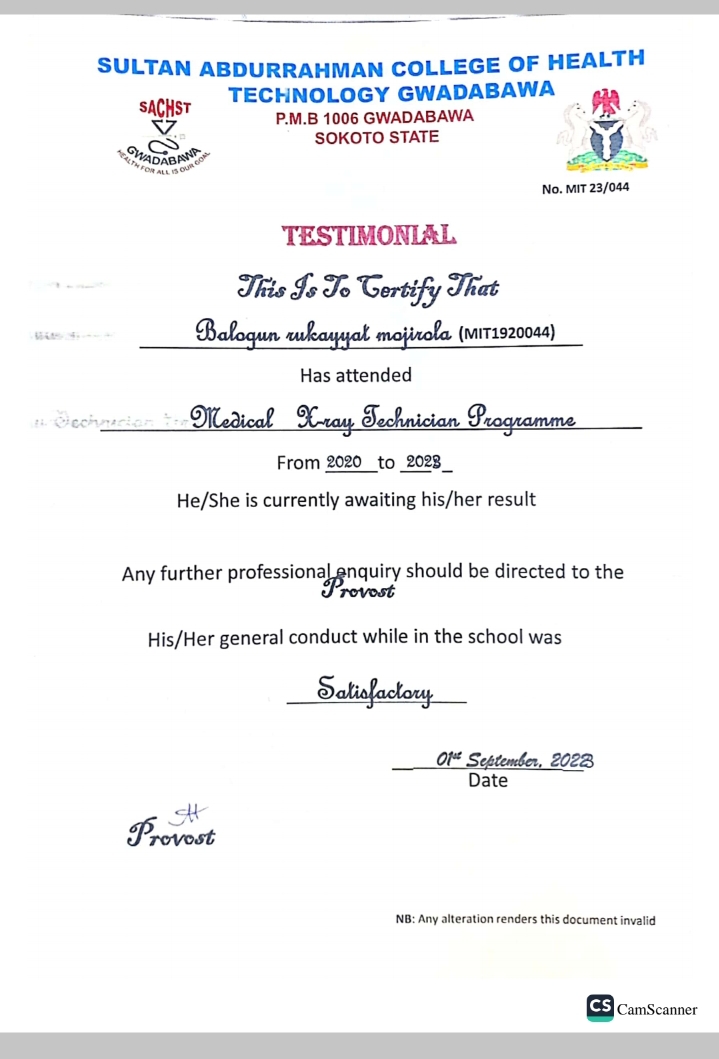 SULTAN ABDURRAHMAN COLLEGE OF HEALTH
TECHNOLOGY GWADABAWA
P.M.B 1006 GWADABAWA
SOKOTO STATE
SACHST
GWADABAWA
HEALTH FOR ALL IS OUR GOAL
No. MIT 23/044
TESTIMONIAL
This Is To Certify That
Balogun rukayyat mojirola (MIT1920044)
Has attended
Medical X-ray Technician Programme
From 2020 to 2023
He/She is currently awaiting his/her result
Any further professional enquiry should be directed to the
Provost
His/Her general conduct while in the school was
Satisfactory
01st September, 2023
Date
Provost
NB: Any alteration renders this document invalid
CS CamScanner